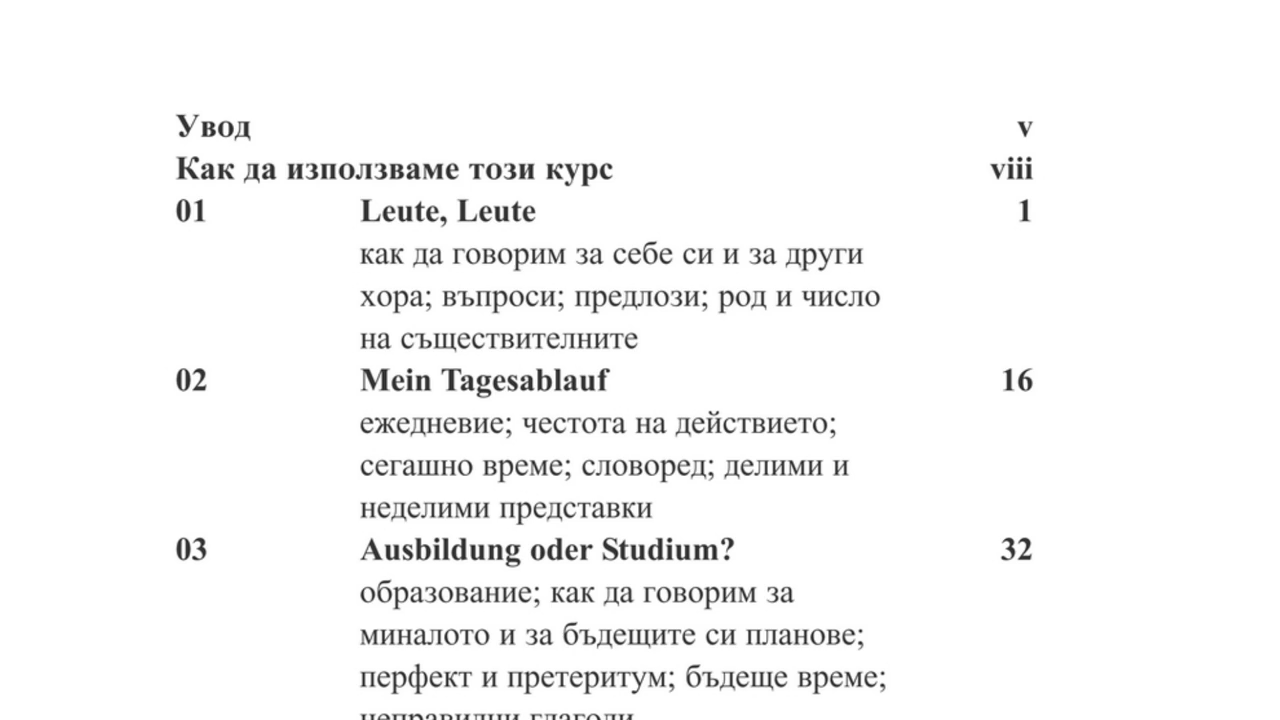 Увод v
Как да използваме този курс viii
01 Leute, Leute 1
как да говорим за себе си и за други
хора; въпроси; предлози; род и число
на съществителните
02 Mein Tagesablauf 16
ежедневие; честота на действието;
сегашно време; словоред; делими и
неделими представки
03 Ausbildung oder Studium? 32
образование; как да говорим за
миналото и за бъдещите си планове;
перфект и претеритум; бъдеще време;
неправилни глаголи